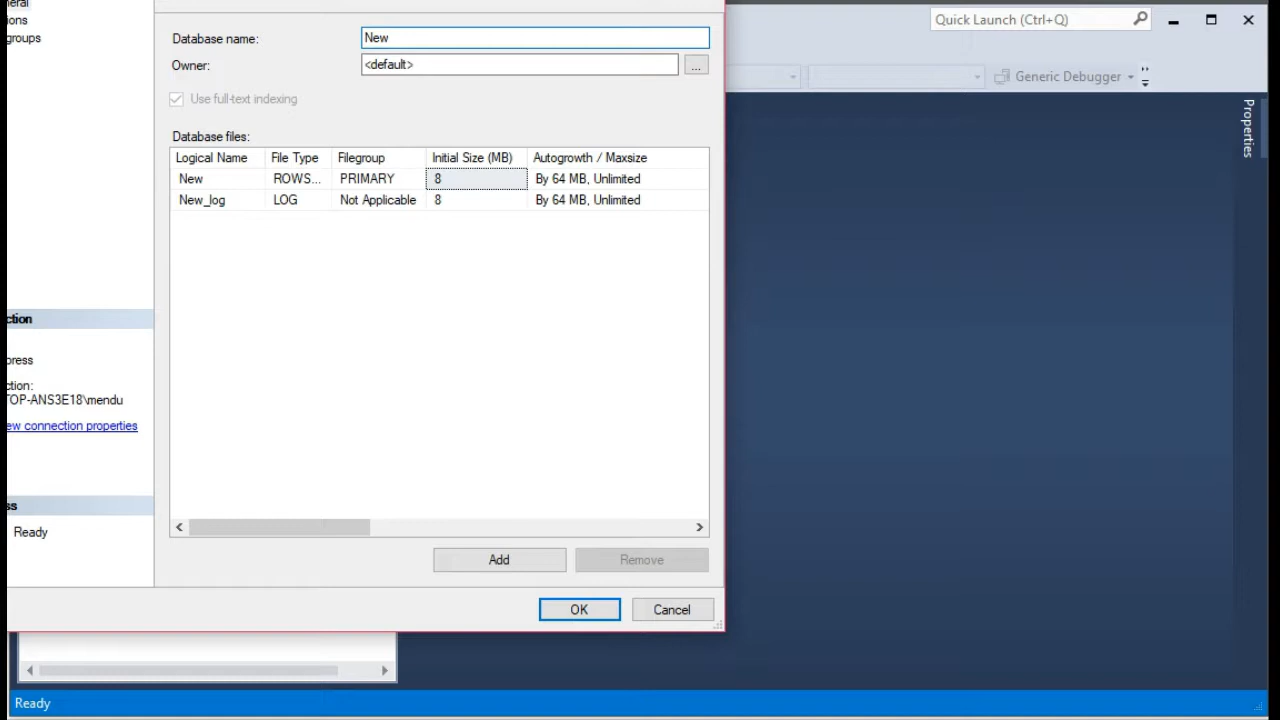 neral
ions
groups
Database name: New
Quick Launch (Ctrl+Q)
Owner: <default> ...
Generic Debugger
Use full-text indexing
Properties
Database files:
Logical Name File Type Filegroup Initial Size (MB) Autogrowth / Maxsize
New ROWS... PRIMARY 8 By 64 MB, Unlimited
New_log LOG Not Applicable 8 By 64 MB, Unlimited
ction
press
ction:
TOP-ANS3E18\mendu
ew connection properties
ss
Ready
Add Remove
OK Cancel
Ready